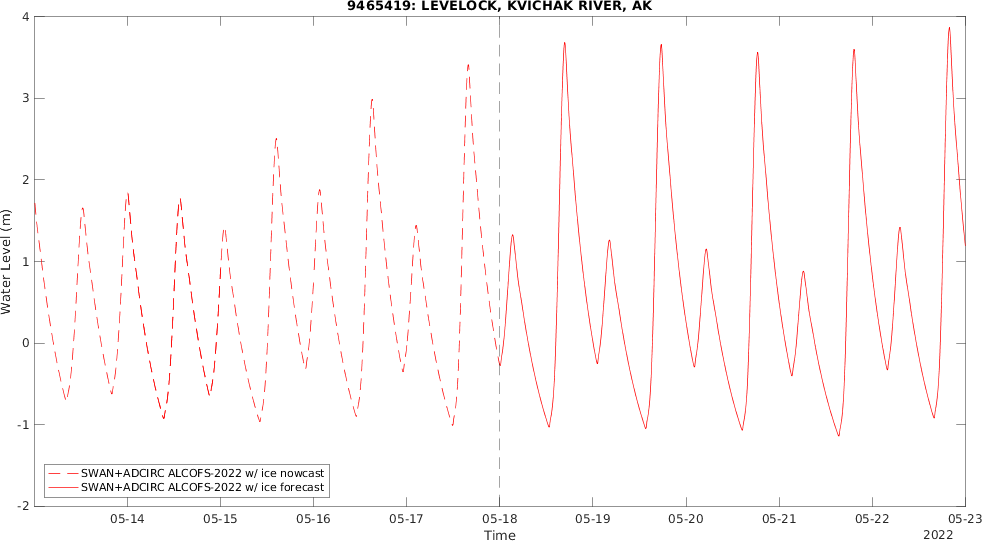 9465419: LEVELOCK, KVICHAK RIVER, AK
4
3
2
1
0
-1
-2
Water Level (m)
SWAN+ADCIRC ALCOFS-2022 w/ ice nowcast
SWAN+ADCIRC ALCOFS-2022 w/ ice forecast
05-14 05-15 05-16 05-17 05-18 05-19 05-20 05-21 05-22 05-23
Time
2022